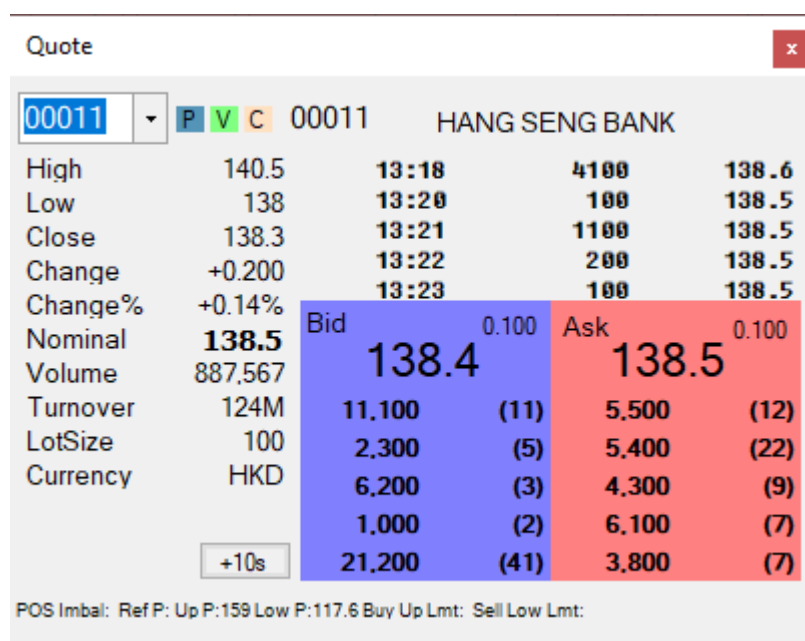 Quote x
00011 P V C 00011 HANG SENG BANK
High 140.5 13:18 4100 138.6
Low 138 13:20 100 138.5
Close 138.3 13:21 1100 138.5
Change +0.200 13:22 200 138.5
Change% +0.14% 13:23 100 138.5
Nominal 138.5 Bid 0.100 Ask 0.100
138.4 138.5
Volume 887,567
Turnover 124M 11,100 (11) 5,500 (12)
LotSize 100 2,300 (5) 5,400 (22)
Currency HKD 6,200 (3) 4,300 (9)
1,000 (2) 6,100 (7)
+10s 21,200 (41) 3,800 (7)
POS Imbal: Ref P: Up P:159 Low P:117.6 Buy Up Lmt: Sell Low Lmt: